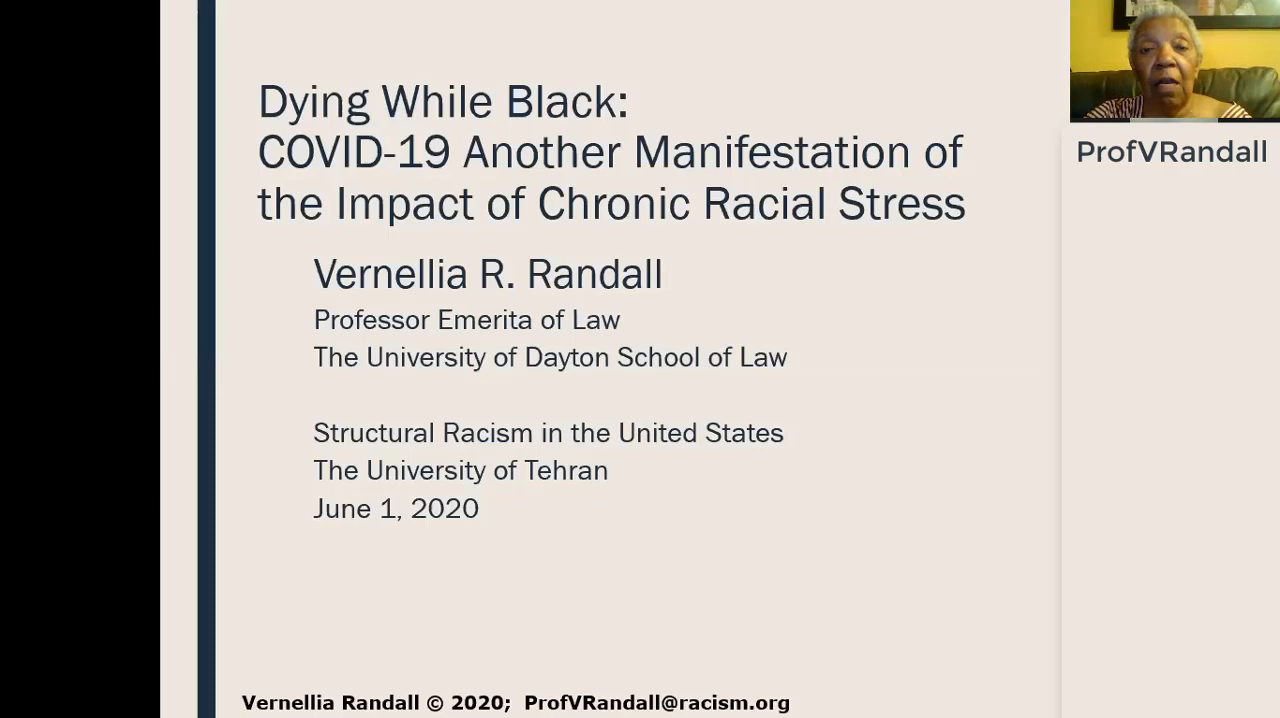 Dying While Black:
COVID-19 Another Manifestation of
the Impact of Chronic Racial Stress
Vernellia R. Randall
Professor Emerita of Law
The University of Dayton School of Law
Structural Racism in the United States
The University of Tehran
June 1, 2020
Vernellia Randall © 2020; ProfVRandall@racism.org
ProfVRandall